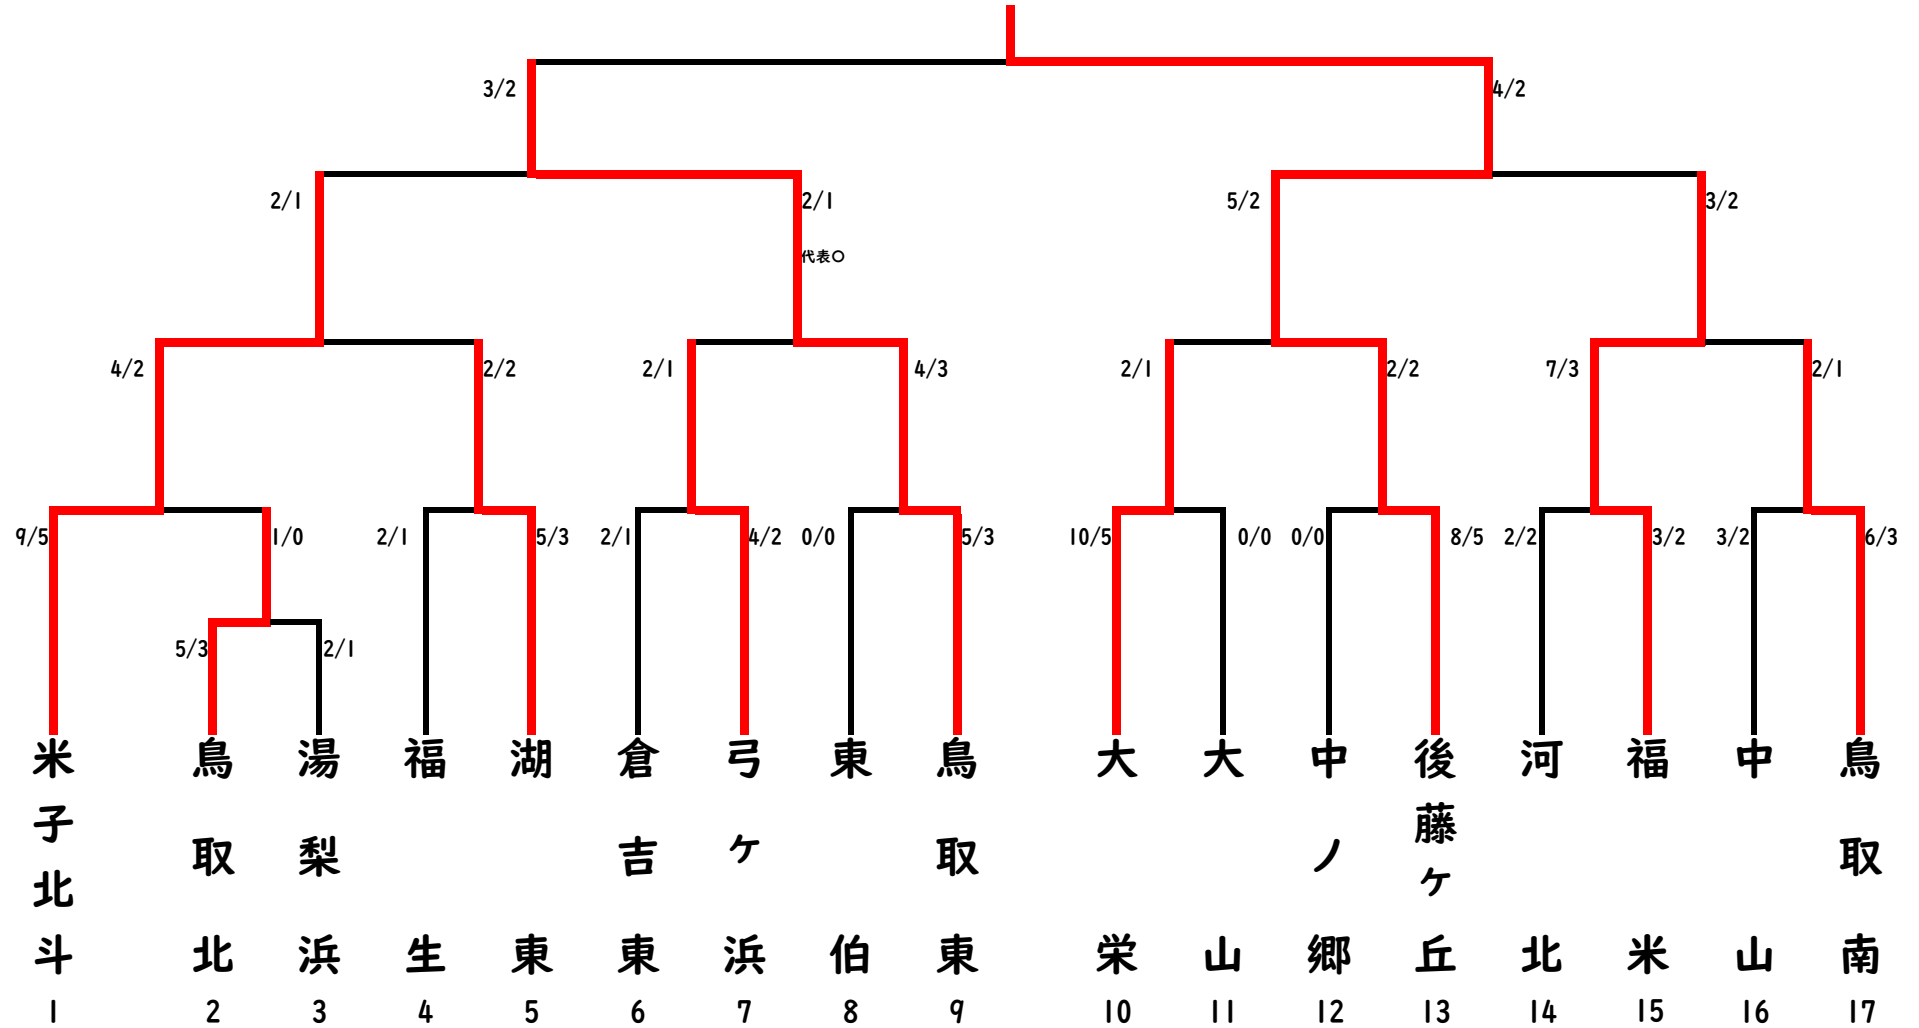 3/2 4/2
2/1 2/1 5/2 3/2
代表○
4/2 2/2 2/1 4/3 2/1 2/2 7/3 2/1
9/5 1/0 2/1 5/3 2/1 4/2 0/0 5/3 10/5 0/0 0/0 8/5 2/2 3/2 3/2 6/3
5/3 2/1
米子北斗
鳥取北
湯梨浜
福生
湖東
倉吉東
弓ヶ浜
東伯
鳥取東
大栄
大山
中ノ郷
後藤ヶ丘
河北
福米
中山
鳥取南
1 2 3 4 5 6 7 8 9 10 11 12 13 14 15 16 17